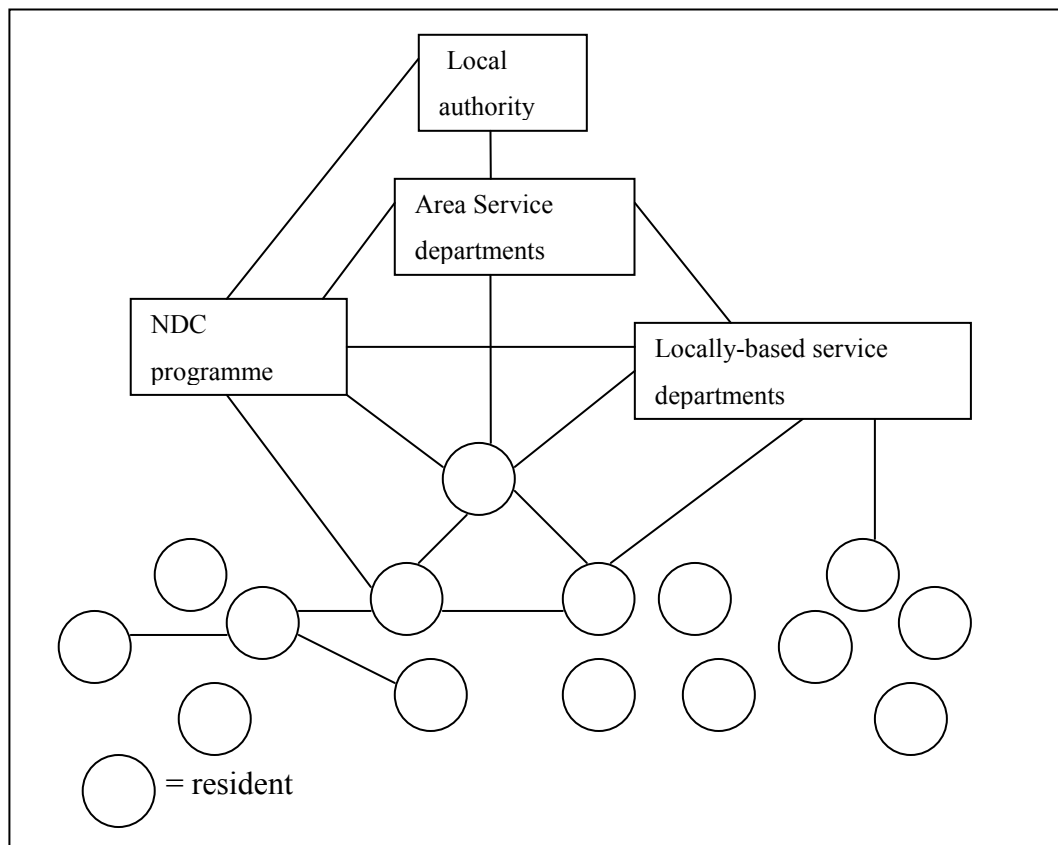 Local
authority
Area Service
departments
NDC
programme
Locally-based service
departments
= resident